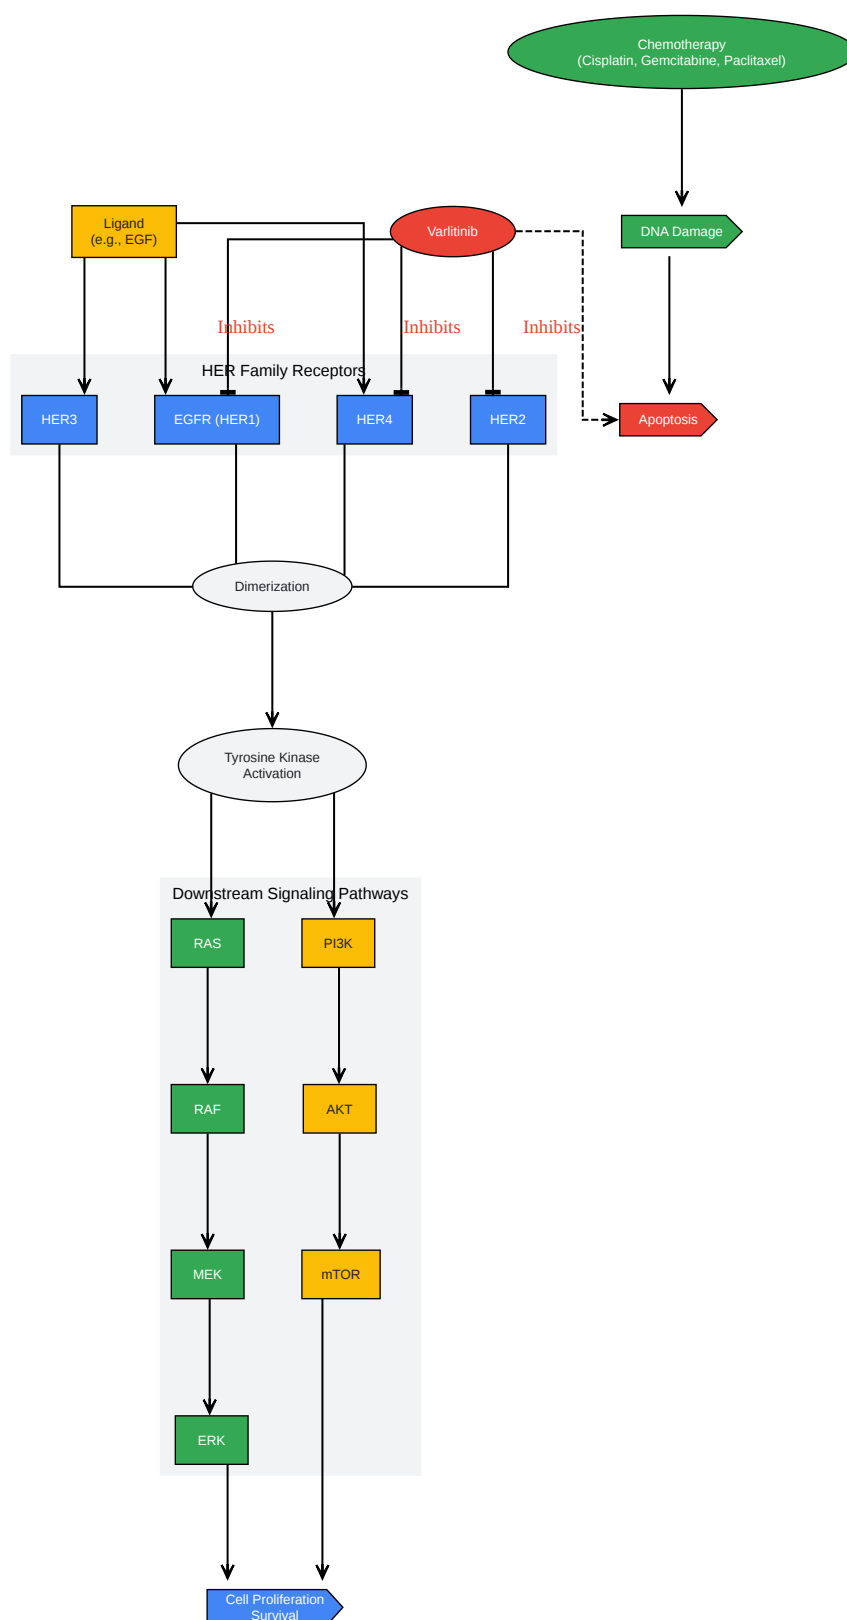 Chemotherapy
(Cisplatin, Gemcitabine, Paclitaxel)
Ligand
(e.g., EGF)
Varlitinib
DNA Damage
Inhibits
Inhibits
Inhibits
HER Family Receptors
HER3
EGFR (HER1)
HER4
HER2
Apoptosis
Dimerization
Tyrosine Kinase
Activation
Downstream Signaling Pathways
RAS
PI3K
RAF
AKT
MEK
mTOR
ERK
Cell Proliferation
Survival